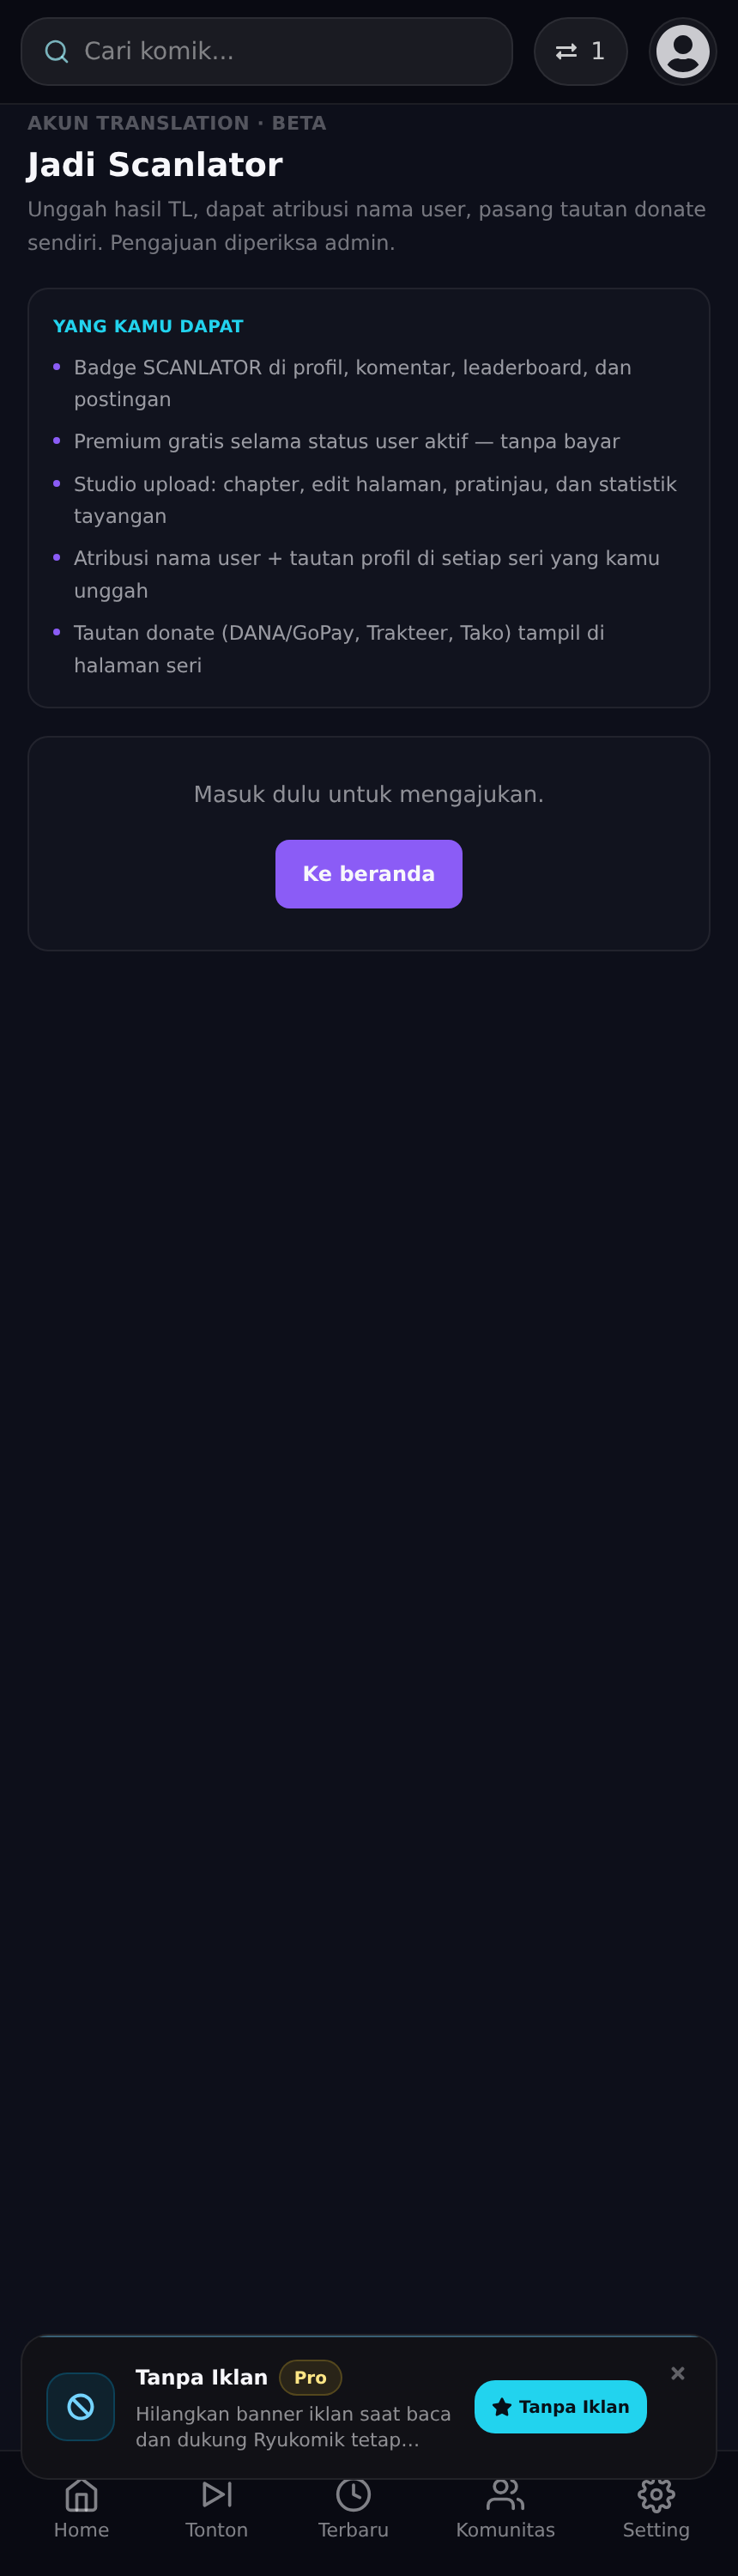 Cari komik...
1
AKUN TRANSLATION · BETA
Jadi Scanlator
Unggah hasil TL, dapat atribusi nama user, pasang tautan donate
sendiri. Pengajuan diperiksa admin.
YANG KAMU DAPAT
• Badge SCANLATOR di profil, komentar, leaderboard, dan
postingan
• Premium gratis selama status user aktif — tanpa bayar
• Studio upload: chapter, edit halaman, pratinjau, dan statistik
tayangan
• Atribusi nama user + tautan profil di setiap seri yang kamu
unggah
• Tautan donate (DANA/GoPay, Trakteer, Tako) tampil di
halaman seri
Masuk dulu untuk mengajukan.
Ke beranda
Tanpa Iklan Pro
Hilangkan banner iklan saat baca
dan dukung Ryukomik tetap...
Tanpa Iklan
Home Tonton Terbaru Komunitas Setting